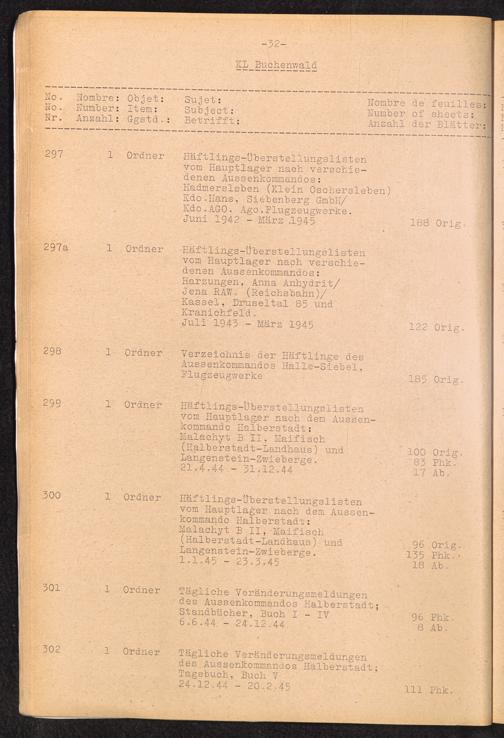 -32-
KL Buchenwald
No. Nombre: Objet: Sujet: Nombre de feuilles:
No. Number: Item: Subject: Number of sheets:
Nr. Anzahl: Ggstd.: Betrifft: Anzahl der Blätter:
297 1 Ordner Häftlings-Überstellungslisten
vom Hauptlager nach verschie-
denen Aussenkommandos:
Hadmersleben (Klein Oschersleben)
Kdo.Hans, Siebenberg GmbH/
Kdo.AGO. Ago.Flugzeugwerke.
Juni 1942 - März 1945 188 Orig.
297a 1 Ordner Häftlings-Überstellungslisten
vom Hauptlager nach verschie-
denen Aussenkommandos:
Harzungen, Anna Anhydrit/
Jena RAW. (Reichsbahn)/
Kassel, Druseltal 85 und
Kranichfeld.
Juli 1943 - März 1945 122 Orig.
298 1 Ordner Verzeichnis der Häftlinge des
Aussenkommandos Halle-Siebel,
Flugzeugwerke 185 Orig.
299 1 Ordner Häftlings-Überstellungslisten
vom Hauptlager nach dem Aussen-
kommando Halberstadt:
Malachyt B II, Maifisch
(Halberstadt-Landhaus) und 100 Orig.
Langenstein-Zwieberge. 83 Phk.
21.4.44 - 31.12.44 17 Ab.
300 1 Ordner Häftlings-Überstellungslisten
vom Hauptlager nach dem Aussen-
kommando Halberstadt:
Malachyt B II, Maifisch
(Halberstadt-Landhaus) und 96 Orig.
Langenstein-Zwieberge. 135 Phk.
1.1.45 - 23.3.45 18 Ab.
301 1 Ordner Tägliche Veränderungsmeldungen
des Aussenkommandos Halberstadt;
Standbücher, Buch I - IV 96 Phk.
6.6.44 - 24.12.44 8 Ab.
302 1 Ordner Tägliche Veränderungsmeldungen
des Aussenkommandos Halberstadt;
Tagebuch, Buch V
24.12.44 - 20.2.45 111 Phk.